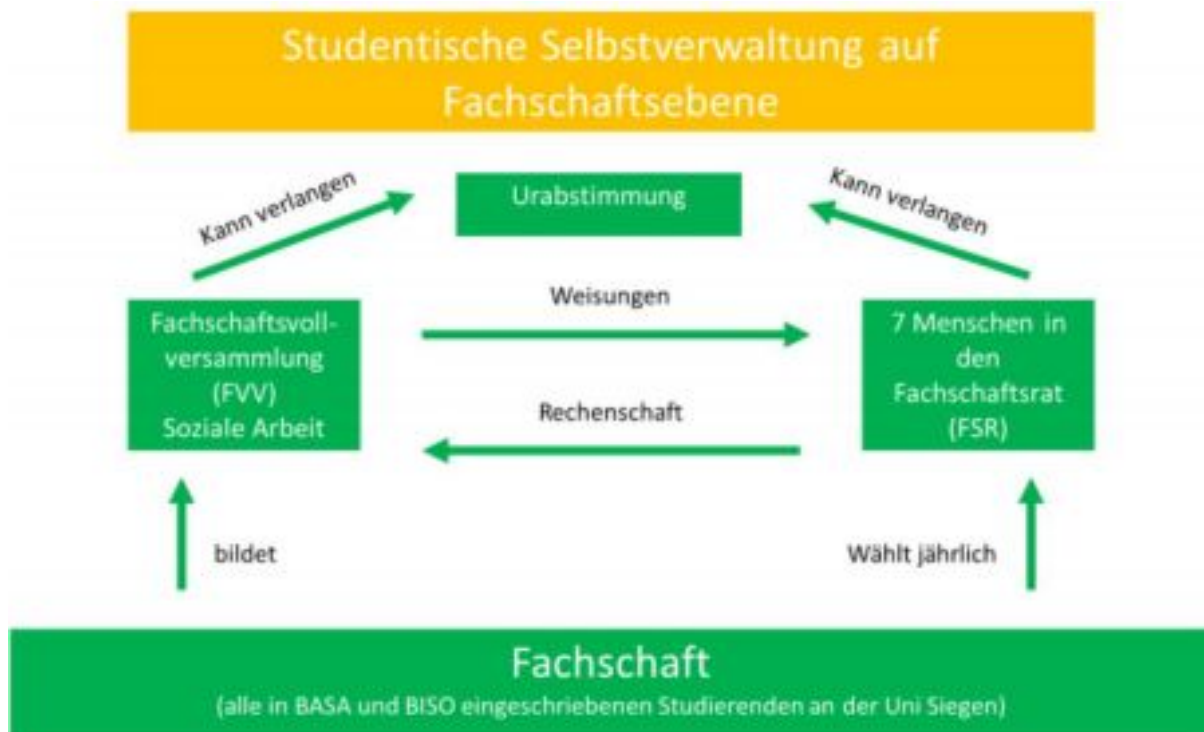 Studentische Selbstverwaltung auf
Fachschaftsebene
Kann verlangen
Urabstimmung
Kann verlangen
Weisungen
Fachschaftsvoll-
versammlung
(FVV)
Soziale Arbeit
7 Menschen in
den
Fachschaftsrat
(FSR)
Rechenschaft
bildet
Wählt jährlich
Fachschaft
(alle in BASA und BISO eingeschriebenen Studierenden an der Uni Siegen)